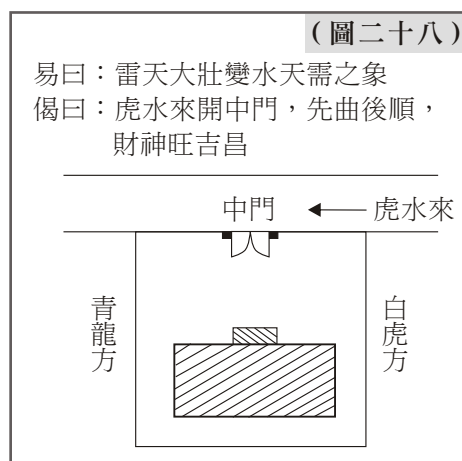 (圖二十八)
易曰：雷天大壯變水天需之象
偈曰：虎水來開中門，先曲後順，
財神旺吉昌
中門
虎水來
青龍方
白虎方